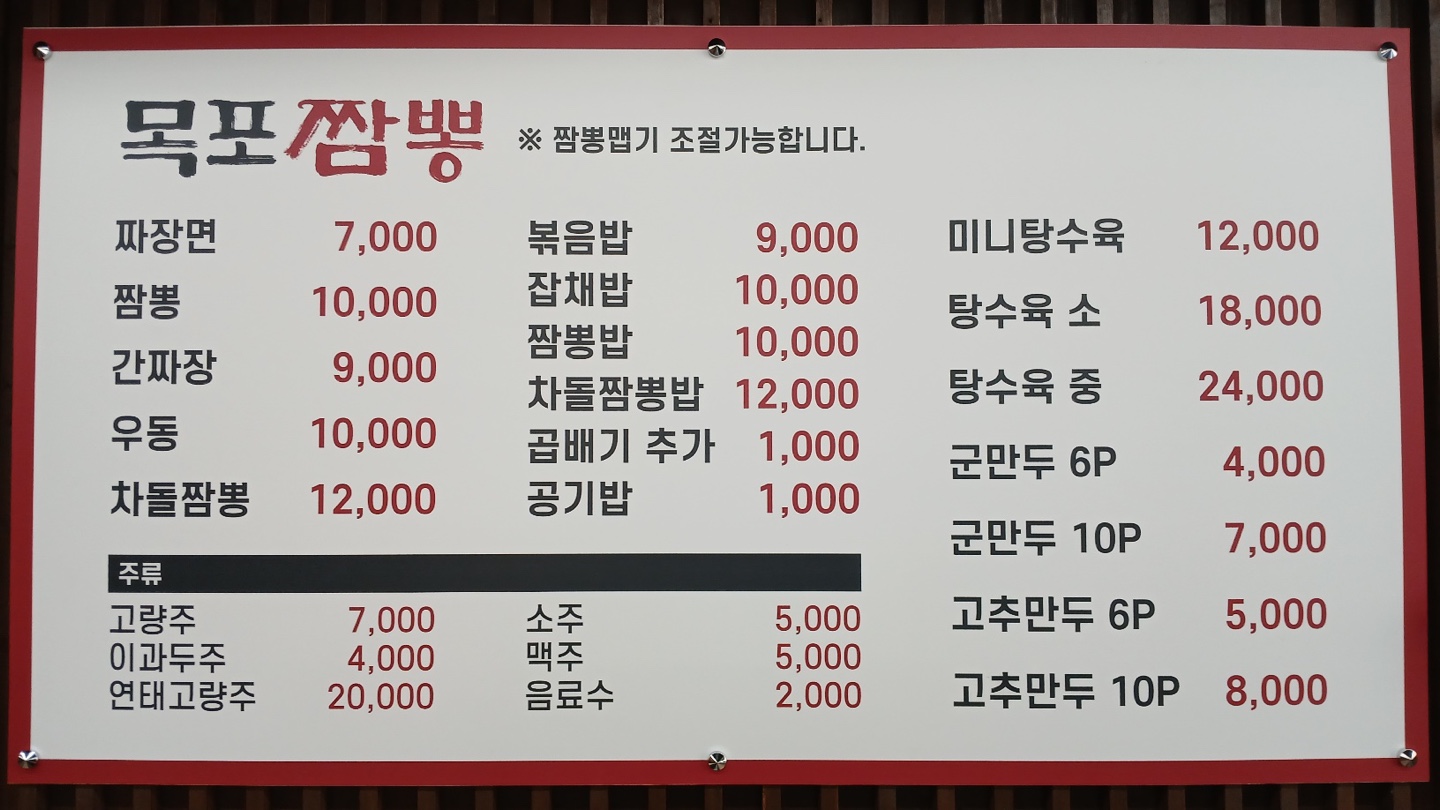 목포짬뽕 ※ 짬뽕맵기 조절가능합니다.
짜장면 7,000
짬뽕 10,000
간짜장 9,000
우동 10,000
차돌짬뽕 12,000
볶음밥 9,000
잡채밥 10,000
짬뽕밥 10,000
차돌짬뽕밥 12,000
곱배기 추가 1,000
공기밥 1,000
주류
고량주 7,000
이과두주 4,000
연태고량주 20,000
소주 5,000
맥주 5,000
음료수 2,000
미니탕수육 12,000
탕수육 소 18,000
탕수육 중 24,000
군만두 6P 4,000
군만두 10P 7,000
고추만두 6P 5,000
고추만두 10P 8,000